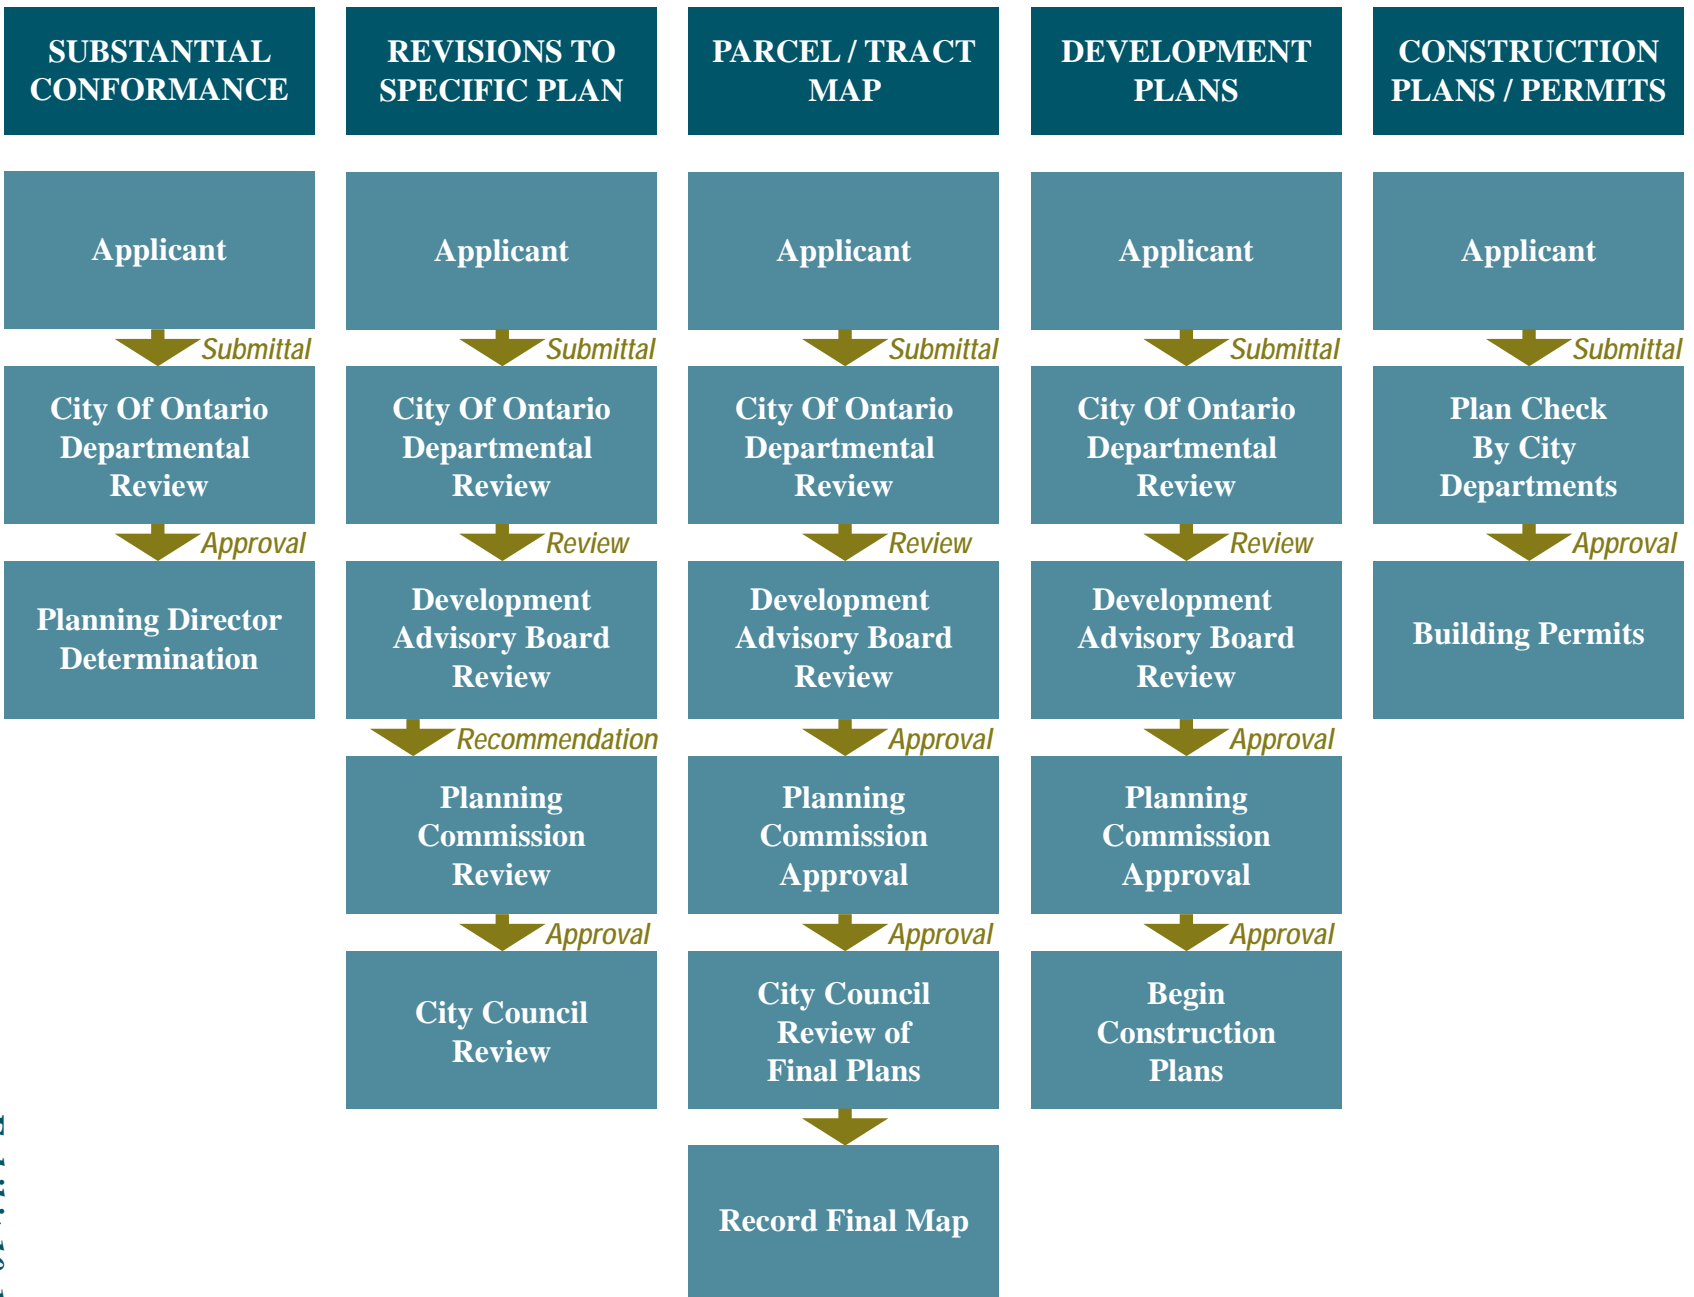 SUBSTANTIAL
CONFORMANCE
Applicant
Submittal
City Of Ontario
Departmental
Review
Approval
Planning Director
Determination
REVISIONS TO
SPECIFIC PLAN
Applicant
Submittal
City Of Ontario
Departmental
Review
Review
Development
Advisory Board
Review
Recommendation
Planning
Commission
Review
Approval
City Council
Review
PARCEL / TRACT
MAP
Applicant
Submittal
City Of Ontario
Departmental
Review
Review
Development
Advisory Board
Review
Approval
Planning
Commission
Approval
Approval
City Council
Review of
Final Plans
Record Final Map
DEVELOPMENT
PLANS
Applicant
Submittal
City Of Ontario
Departmental
Review
Review
Development
Advisory Board
Review
Approval
Planning
Commission
Approval
Approval
Begin
Construction
Plans
CONSTRUCTION
PLANS / PERMITS
Applicant
Submittal
Plan Check
By City
Departments
Approval
Building Permits